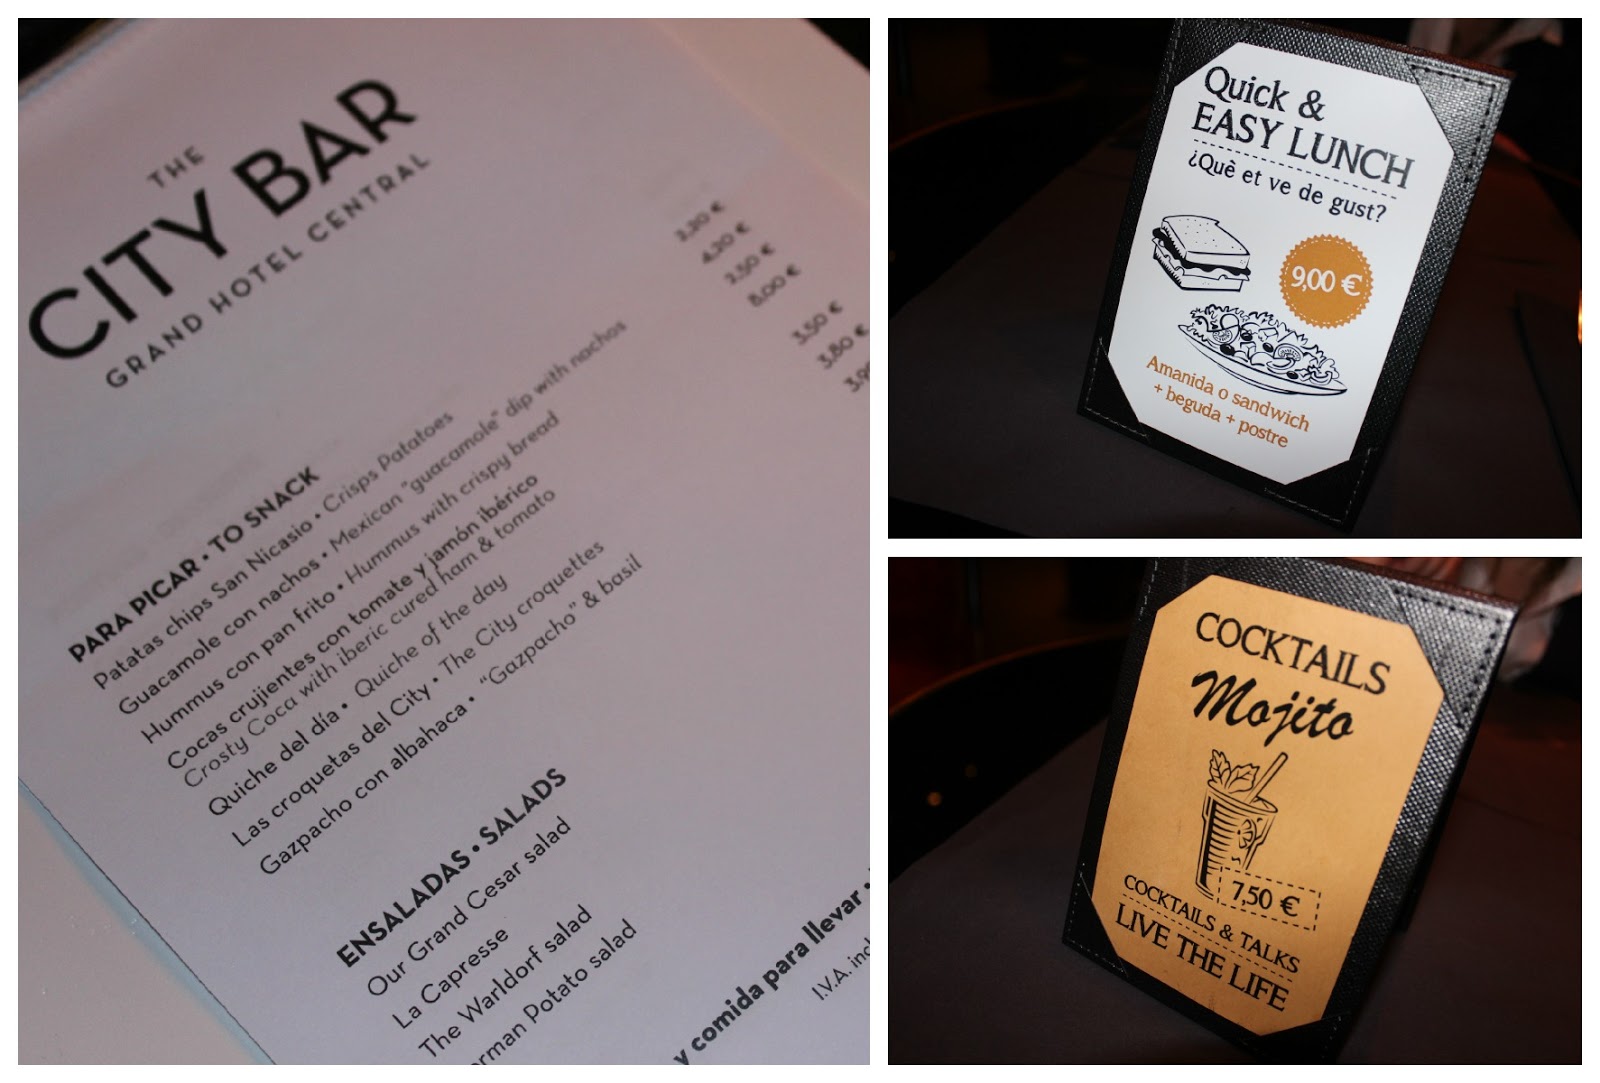 THE
CITY BAR
GRAND HOTEL CENTRAL
PARA PICAR • TO SNACK
Patatas chips San Nicasio • Crisps Patatoes
Guacamole con nachos • Mexican "guacamole" dip with nachos
Hummus con pan frito • Hummus with crispy bread
Cocas crujientes con tomate y jamón ibérico
Crosty Coca with iberic cured ham & tomato
Quiche del día • Quiche of the day
Las croquetas del City • The City croquettes
Gazpacho con albahaca • "Gazpacho" & basil
2,20 €
4,20 €
2,50 €
8,00 €
3,50 €
3,80 €
ENSALADAS • SALADS
Our Grand Cesar salad
La Capresse
The Warldorf salad
erman Potato salad
y comida para llevar •
I.V.A. inc
Quick &
EASY LUNCH
¿Què et ve de gust?
9,00 €
Amanida o sandwich
+ beguda + postre
COCKTAILS
Mojito
7,50 €
COCKTAILS & TALKS
LIVE THE LIFE